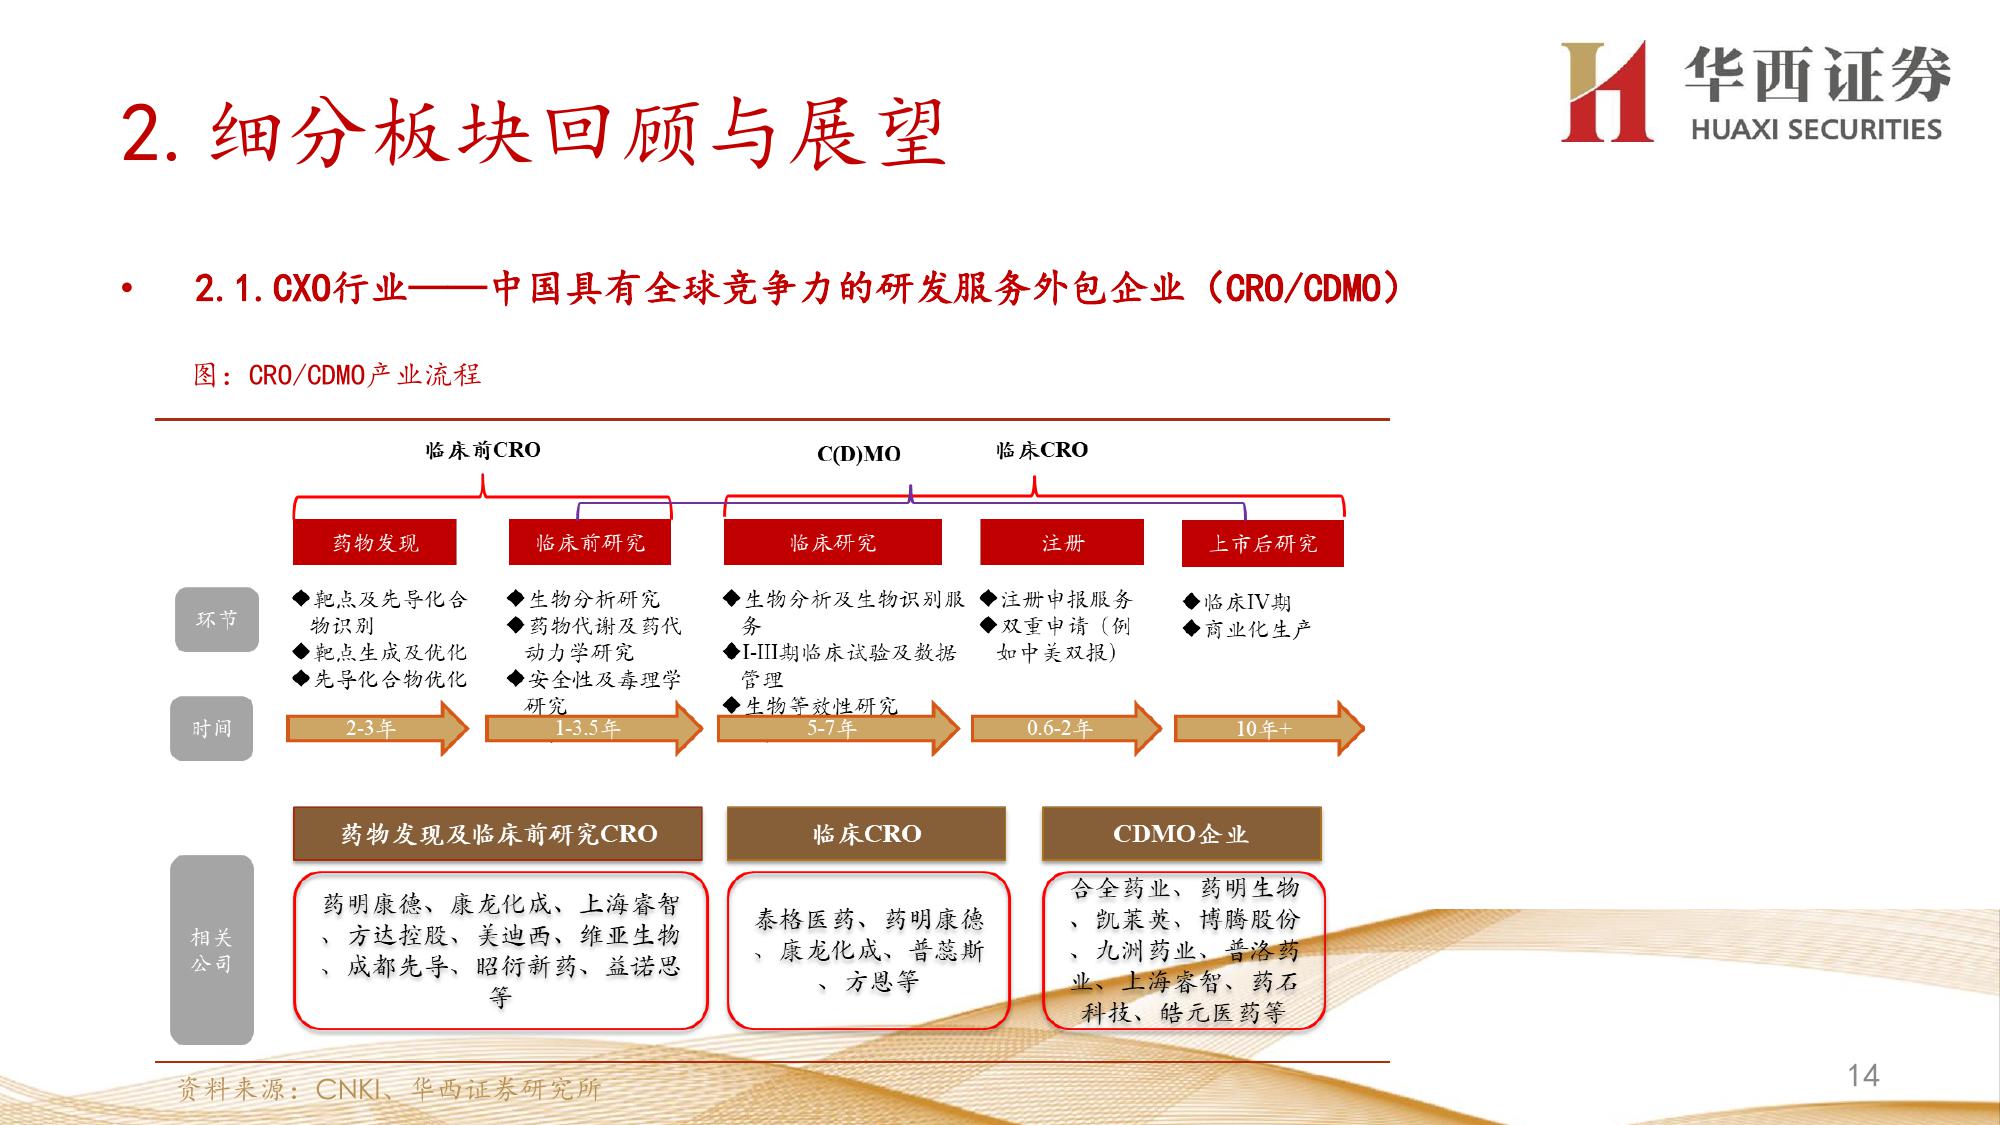 华西证券
HUAXI SECURITIES
2. 细分板块回顾与展望
• 2.1.CXO行业——中国具有全球竞争力的研发服务外包企业（CRO/CDMO）
图：CRO/CDMO产业流程
临床前CRO
C(D)MO
临床CRO
药物发现
临床前研究
临床研究
注册
上市后研究
环节
◆靶点及先导化合
物识别
◆靶点生成及优化
◆先导化合物优化
◆生物分析研究
◆药物代谢及药代
动力学研究
◆安全性及毒理学
研究
◆生物分析及生物识别服
务
◆I-III期临床试验及数据
管理
◆生物等效性研究
◆注册申报服务
◆双重申请（例
如中美双报）
◆临床IV期
◆商业化生产
时间
2-3年
1-3.5年
5-7年
0.6-2年
10年+
药物发现及临床前研究CRO
临床CRO
CDMO企业
相关
公司
药明康德、康龙化成、上海睿智
、方达控股、美迪西、维亚生物
、成都先导、昭衍新药、益诺思
等
泰格医药、药明康德
、康龙化成、普蕊斯
、方恩等
合全药业、药明生物
、凯莱英、博腾股份
、九洲药业、普洛药
业、上海睿智、药石
科技、皓元医药等
资料来源：CNKI、华西证券研究所
14